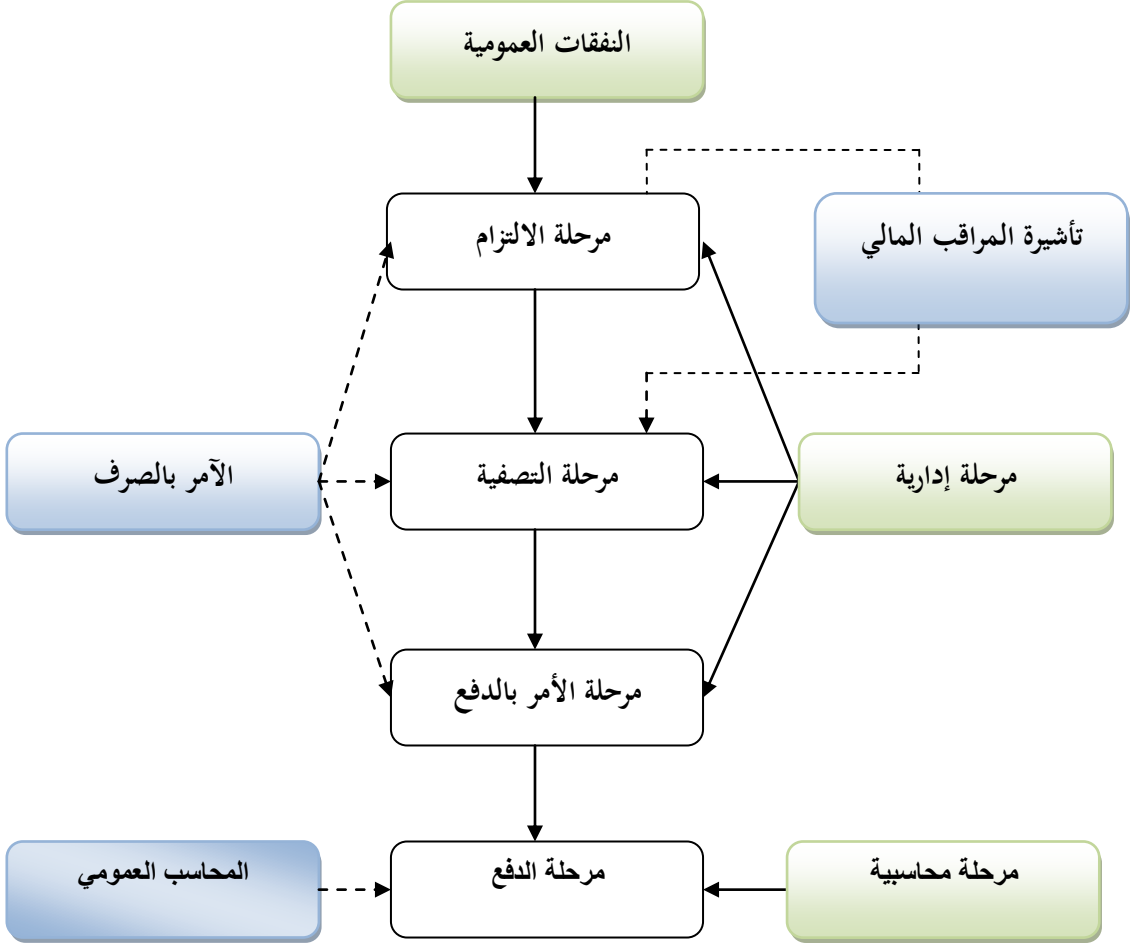 النفقات العمومية
مرحلة الالتزام
تأشيرة المراقب المالي
مرحلة إدارية
مرحلة التصفية
الآمر بالصرف
مرحلة الأمر بالدفع
مرحلة محاسبية
مرحلة الدفع
المحاسب العمومي